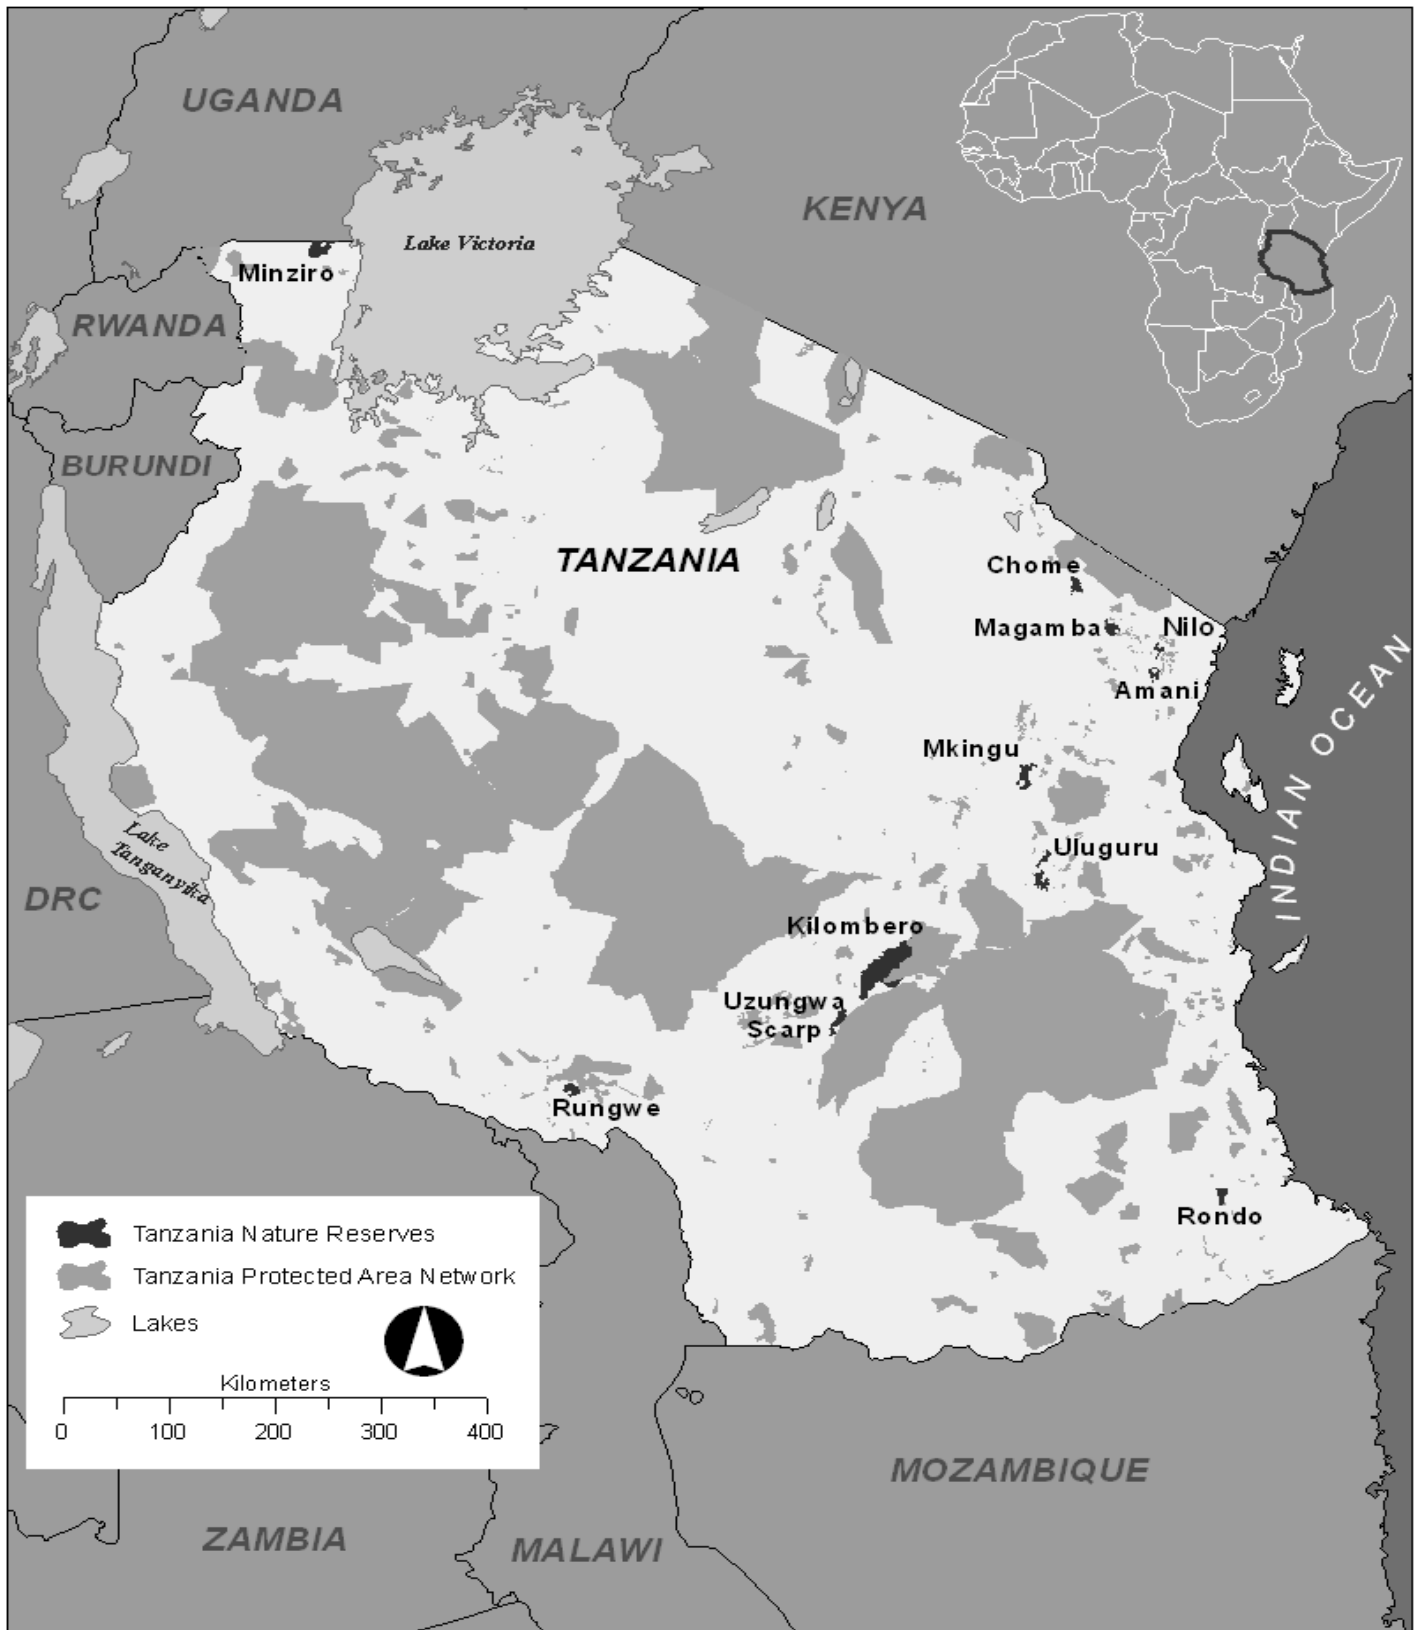 UGANDA
KENYA
Lake Victoria
Minziro
RWANDA
BURUNDI
TANZANIA
Chome
Magamba
Nilo
Amani
Mkingu
INDIAN OCEAN
Lake
Tanganyika
Uluguru
DRC
Kilombero
Uzungwa
Scarp
Rungwe
Rondo
Tanzania Nature Reserves
Tanzania Protected Area Network
Lakes
Kilometers
0 100 200 300 400
MOZAMBIQUE
ZAMBIA
MALAWI